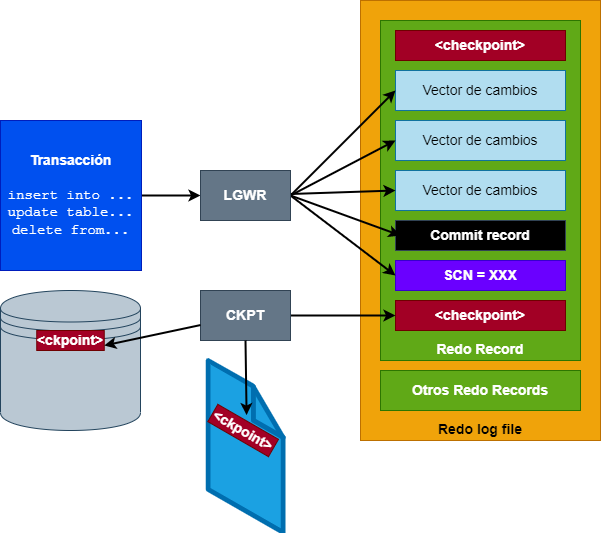 <checkpoint>
Vector de cambios
Vector de cambios
Vector de cambios
Commit record
SCN = XXX
<checkpoint>
Redo Record
Otros Redo Records
Redo log file
Transacción
insert into ...
update table...
delete from...
LGWR
CKPT
<ckpoint>
<ckpoint>